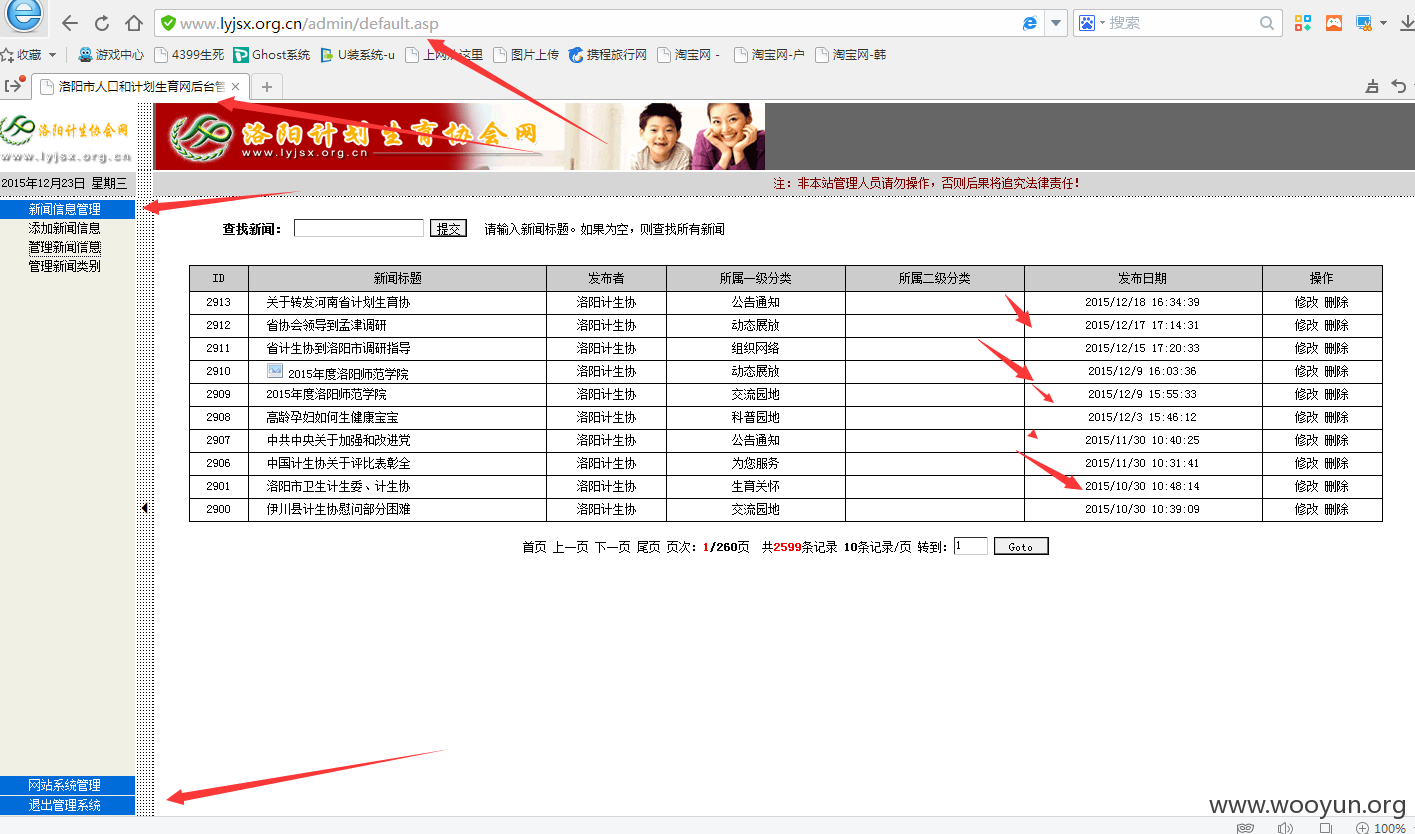 www.lyjsx.org.cn/admin/default.asp 搜索
收藏 游戏中心 4399生死 Ghost系统 U装系统-u 图片上传 携程旅行网 淘宝网 - 淘宝网-户 淘宝网-韩
洛阳市人口和计划生育网后台管
洛阳计生协会网
www.lyjsx.org.cn
洛阳计划生育协会网
www.lyjsx.org.cn
2015年12月23日 星期三
注：非本站管理人员请勿操作，否则后果将追究法律责任！
新闻信息管理
添加新闻信息
管理新闻信息
管理新闻类别
查找新闻： 提交 请输入新闻标题。如果为空，则查找所有新闻
ID 新闻标题 发布者 所属一级分类 所属二级分类 发布日期 操作
2913 关于转发河南省计划生育协 洛阳计生协 公告通知 2015/12/18 16:34:39 修改 删除
2912 省协会领导到孟津调研 洛阳计生协 动态展放 2015/12/17 17:14:31 修改 删除
2911 省计生协到洛阳市调研指导 洛阳计生协 组织网络 2015/12/15 17:20:33 修改 删除
2910 2015年度洛阳师范学院 洛阳计生协 动态展放 2015/12/9 16:03:36 修改 删除
2909 2015年度洛阳师范学院 洛阳计生协 交流园地 2015/12/9 15:55:33 修改 删除
2908 高龄孕妇如何生健康宝宝 洛阳计生协 科普园地 2015/12/3 15:46:12 修改 删除
2907 中共中央关于加强和改进党 洛阳计生协 公告通知 2015/11/30 10:40:25 修改 删除
2906 中国计生协关于评比表彰全 洛阳计生协 为您服务 2015/11/30 10:31:41 修改 删除
2901 洛阳市卫生计生委、计生协 洛阳计生协 生育关怀 2015/10/30 10:48:14 修改 删除
2900 伊川县计生协慰问部分困难 洛阳计生协 交流园地 2015/10/30 10:39:09 修改 删除
首页 上一页 下一页 尾页 页次：1/260页 共2599条记录 10条记录/页 转到： 1 Goto
网站系统管理
退出管理系统
www.wooyun.org
100%